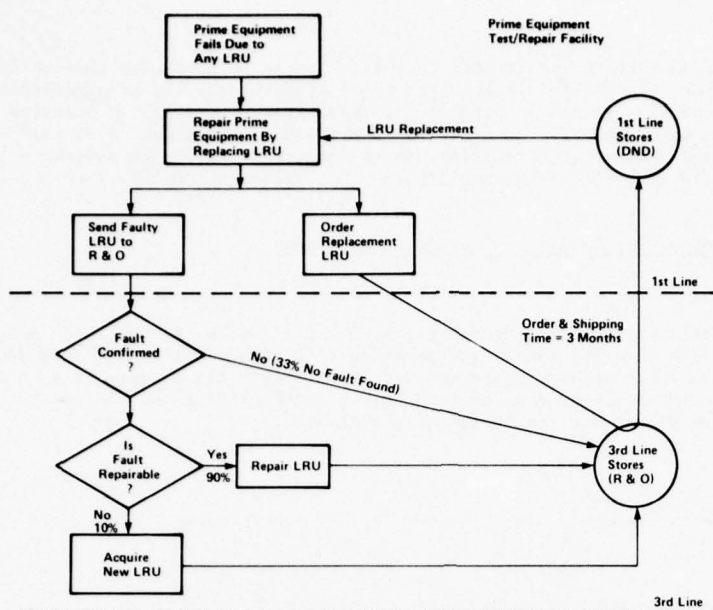 Prime Equipment
Fails Due to
Any LRU
Prime Equipment
Test/Repair Facility
Repair Prime
Equipment By
Replacing LRU
LRU Replacement
1st Line
Stores
(DND)
Send Faulty
LRU to
R & O
Order
Replacement
LRU
1st Line
Order & Shipping
Time = 3 Months
Fault
Confirmed
?
No (33% No Fault Found)
Is
Fault
Repairable
?
Yes
90%
Repair LRU
3rd Line
Stores
(R & O)
No
10%
Acquire
New LRU
3rd Line